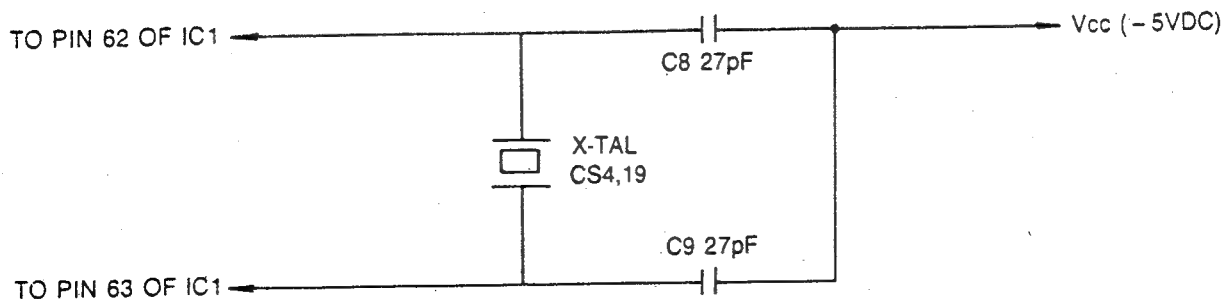 TO PIN 62 OF IC1
Vcc (–5VDC)
C8 27pF
X-TAL
CS4,19
C9 27pF
TO PIN 63 OF IC1